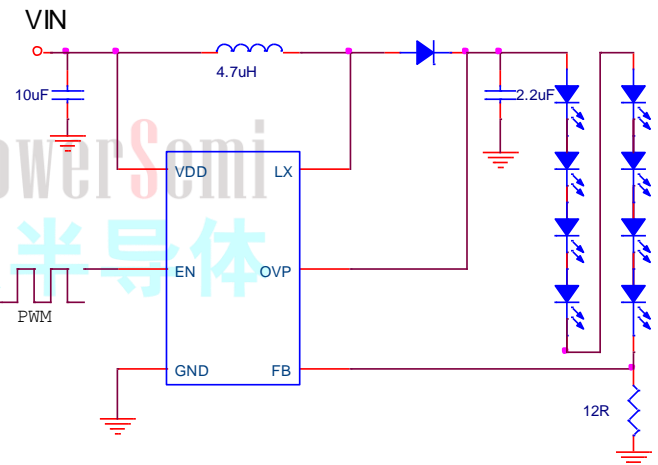 VIN
4.7uH
10uF
2.2uF
owerSemi
半导体
VDD
LX
EN
OVP
PWM
GND
FB
12R